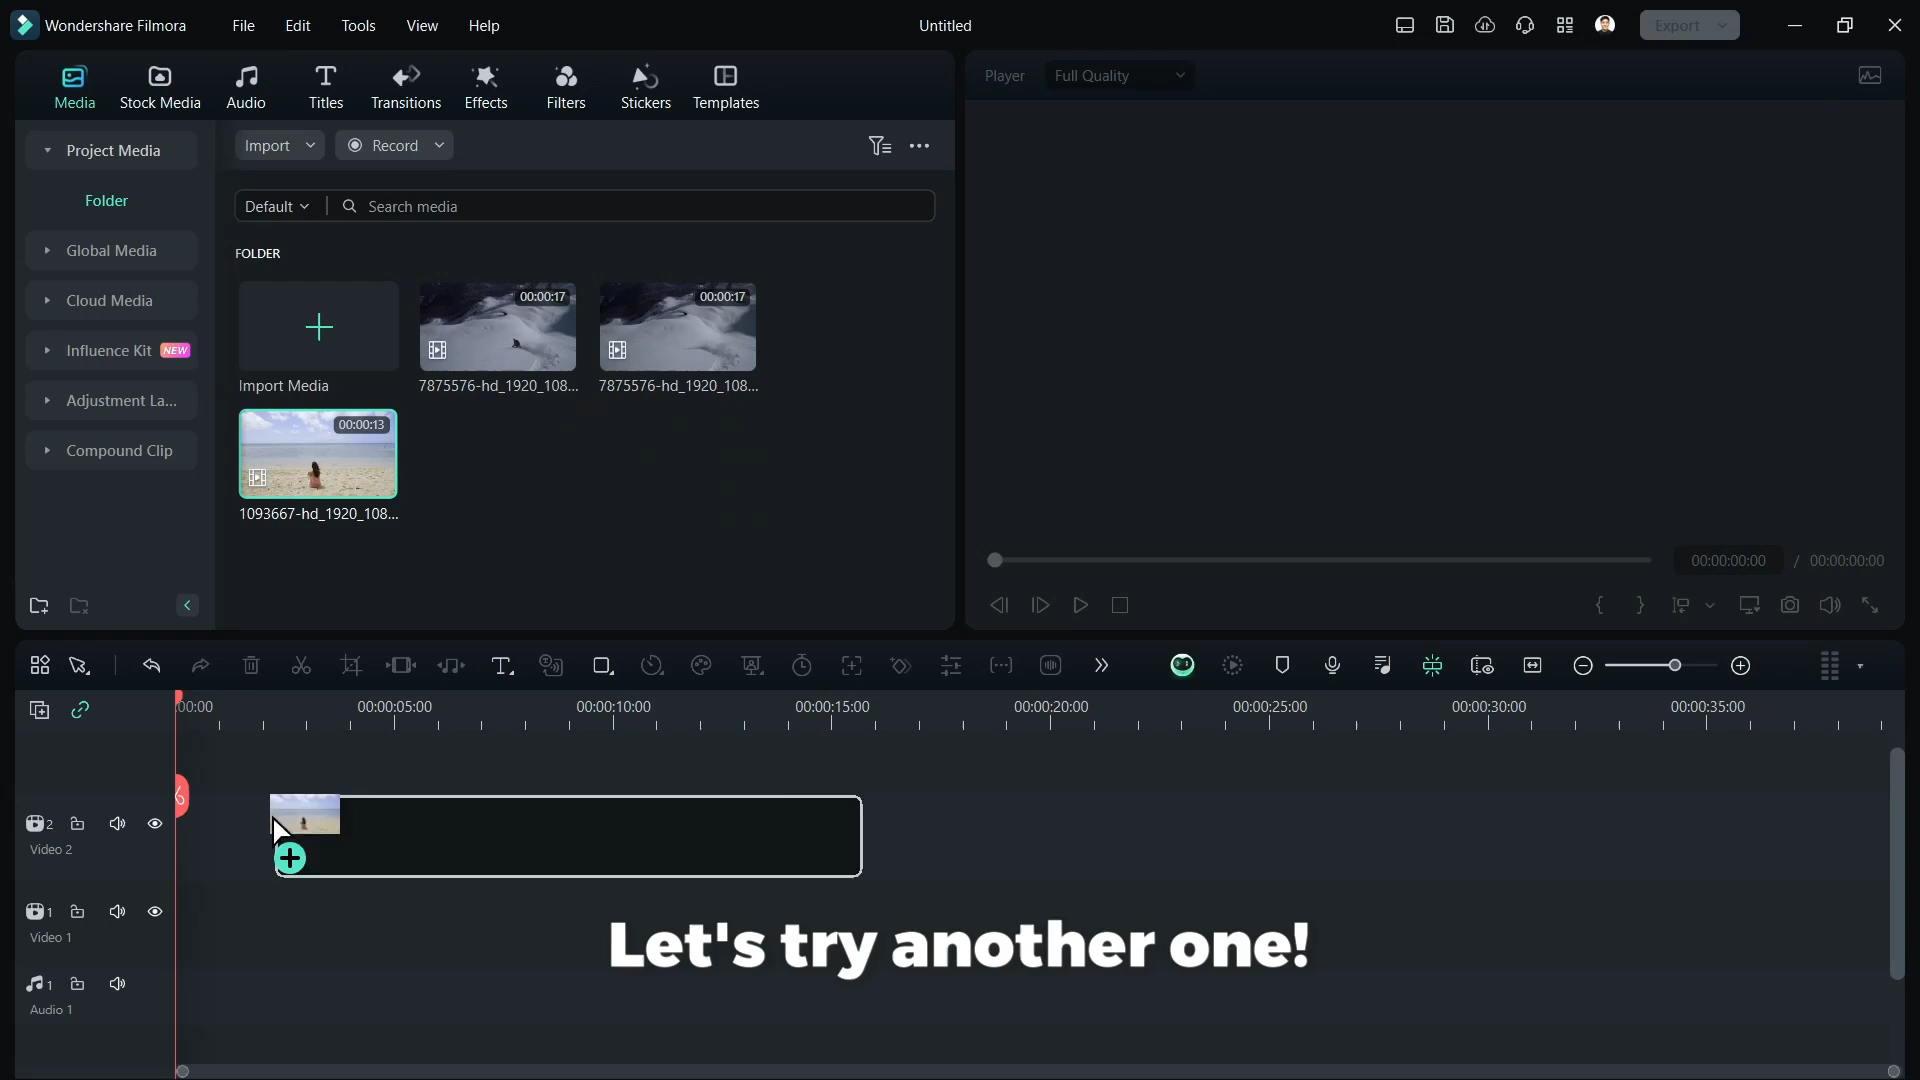 Wondershare Filmora
File
Edit
Tools
View
Help
Untitled
Export
Media
Stock Media
Audio
Titles
Transitions
Effects
Filters
Stickers
Templates
Player
Full Quality
Project Media
Folder
Global Media
Cloud Media
Influence Kit NEW
Adjustment La...
Compound Clip
Import
Record
Default
Search media
FOLDER
Import Media
00:00:17
7875576-hd_1920_108...
00:00:17
7875576-hd_1920_108...
00:00:13
1093667-hd_1920_108...
00:00:00:00 / 00:00:00:00
:00:00
00:00:05:00
00:00:10:00
00:00:15:00
00:00:20:00
00:00:25:00
00:00:30:00
00:00:35:00
2
Video 2
1
Video 1
1
Audio 1
Let's try another one!